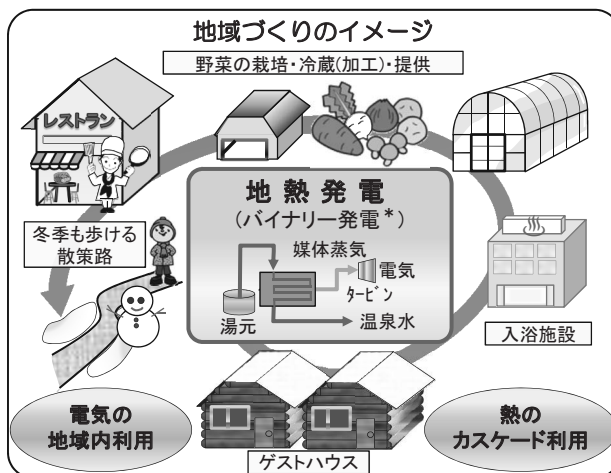 地域づくりのイメージ
野菜の栽培・冷蔵(加工)・提供
レストラン
地熱発電
(バイナリー発電*)
冬季も歩ける
散策路
媒体蒸気
電気
ﾀｰﾋﾞﾝ
湯元
温泉水
入浴施設
電気の
地域内利用
ゲストハウス
熱の
カスケード利用